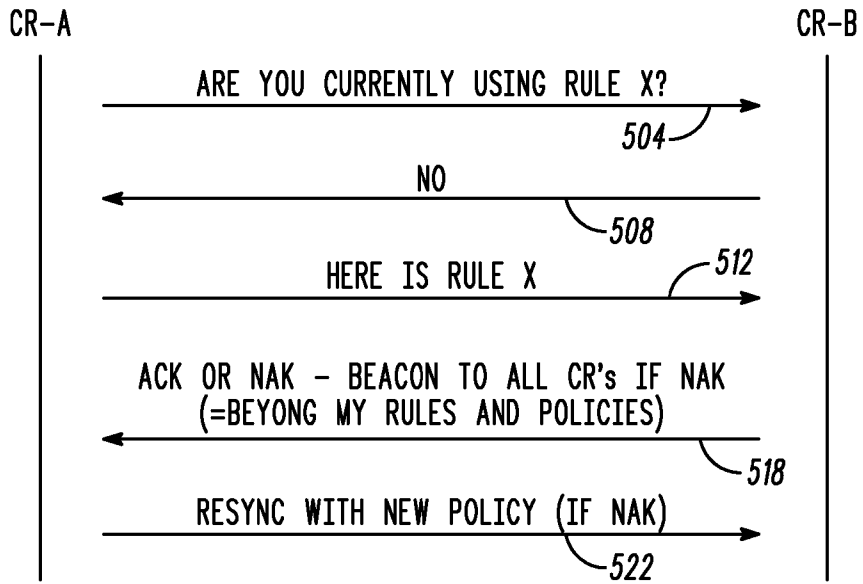 CR-A
CR-B
ARE YOU CURRENTLY USING RULE X?
504
NO
508
512
HERE IS RULE X
ACK OR NAK - BEACON TO ALL CR's IF NAK
(=BEYONG MY RULES AND POLICIES)
518
RESYNC WITH NEW POLICY (IF NAK)
522